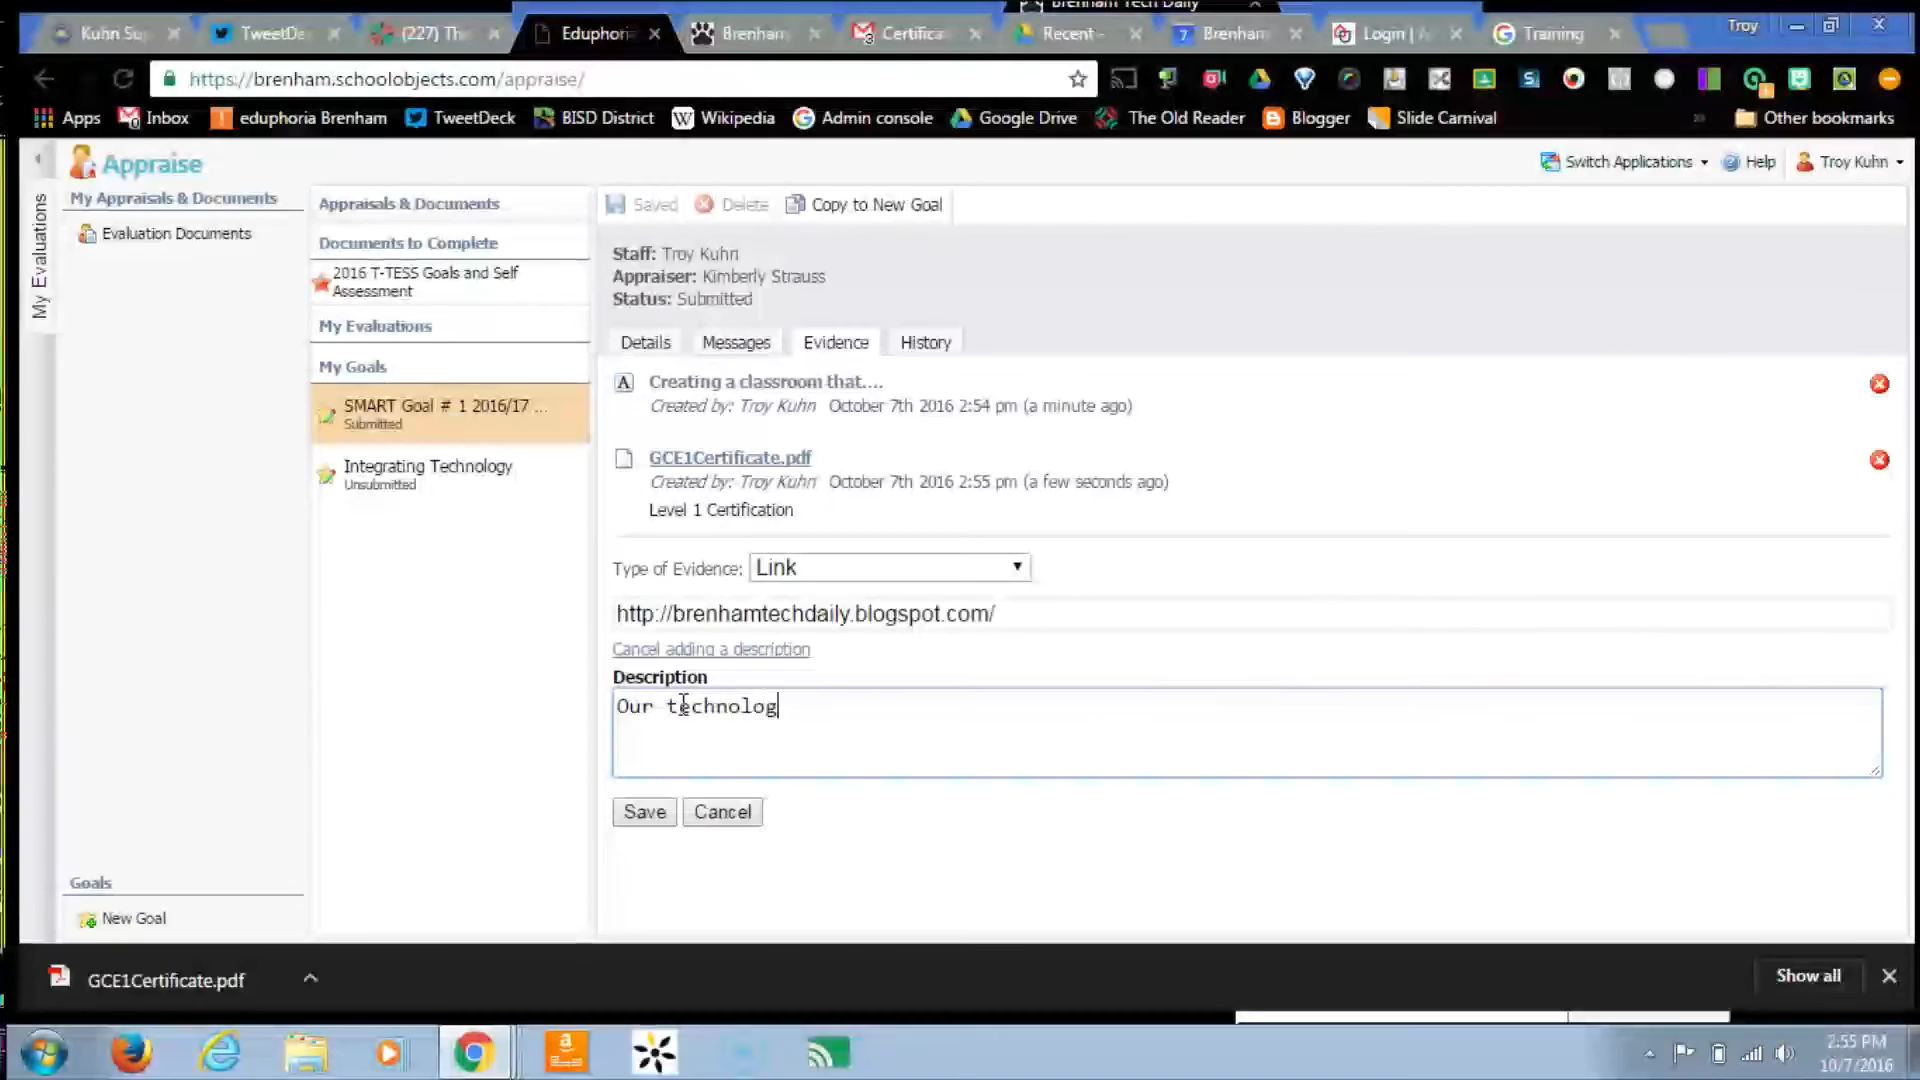 Brenham Tech Daily
Kuhn Su
TweetDe
(227) Th
Eduphori
Brenham
Certifica
Recent -
Brenham
Login | A
Training
Troy
https://brenham.schoolobjects.com/appraise/
Apps
Inbox
eduphoria Brenham
TweetDeck
BISD District
Wikipedia
Admin console
Google Drive
The Old Reader
Blogger
Slide Carnival
Other bookmarks
Appraise
Switch Applications
Help
Troy Kuhn
My Evaluations
My Appraisals & Documents
Evaluation Documents
Goals
New Goal
Appraisals & Documents
Documents to Complete
2016 T-TESS Goals and Self
Assessment
My Evaluations
My Goals
SMART Goal # 1 2016/17 ...
Submitted
Integrating Technology
Unsubmitted
Saved
Delete
Copy to New Goal
Staff: Troy Kuhn
Appraiser: Kimberly Strauss
Status: Submitted
Details
Messages
Evidence
History
Creating a classroom that....
Created by: Troy Kuhn October 7th 2016 2:54 pm (a minute ago)
GCE1Certificate.pdf
Created by: Troy Kuhn October 7th 2016 2:55 pm (a few seconds ago)
Level 1 Certification
Type of Evidence: Link
http://brenhamtechdaily.blogspot.com/
Cancel adding a description
Description
Our technolog
Save
Cancel
GCE1Certificate.pdf
Show all
2:55 PM
10/7/2016